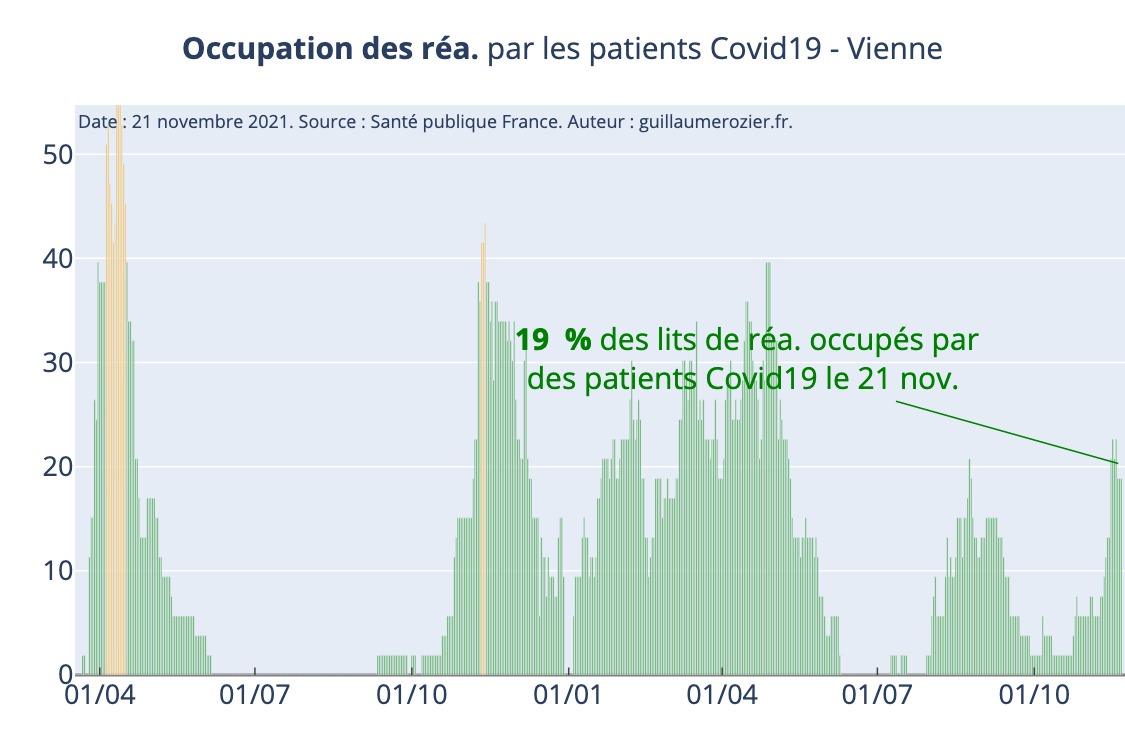 Occupation des réa. par les patients Covid19 - Vienne
Date : 21 novembre 2021. Source : Santé publique France. Auteur : guillaumerozier.fr.
50
40
30
20
10
0
19 % des lits de réa. occupés par
des patients Covid19 le 21 nov.
01/04 01/07 01/10 01/01 01/04 01/07 01/10